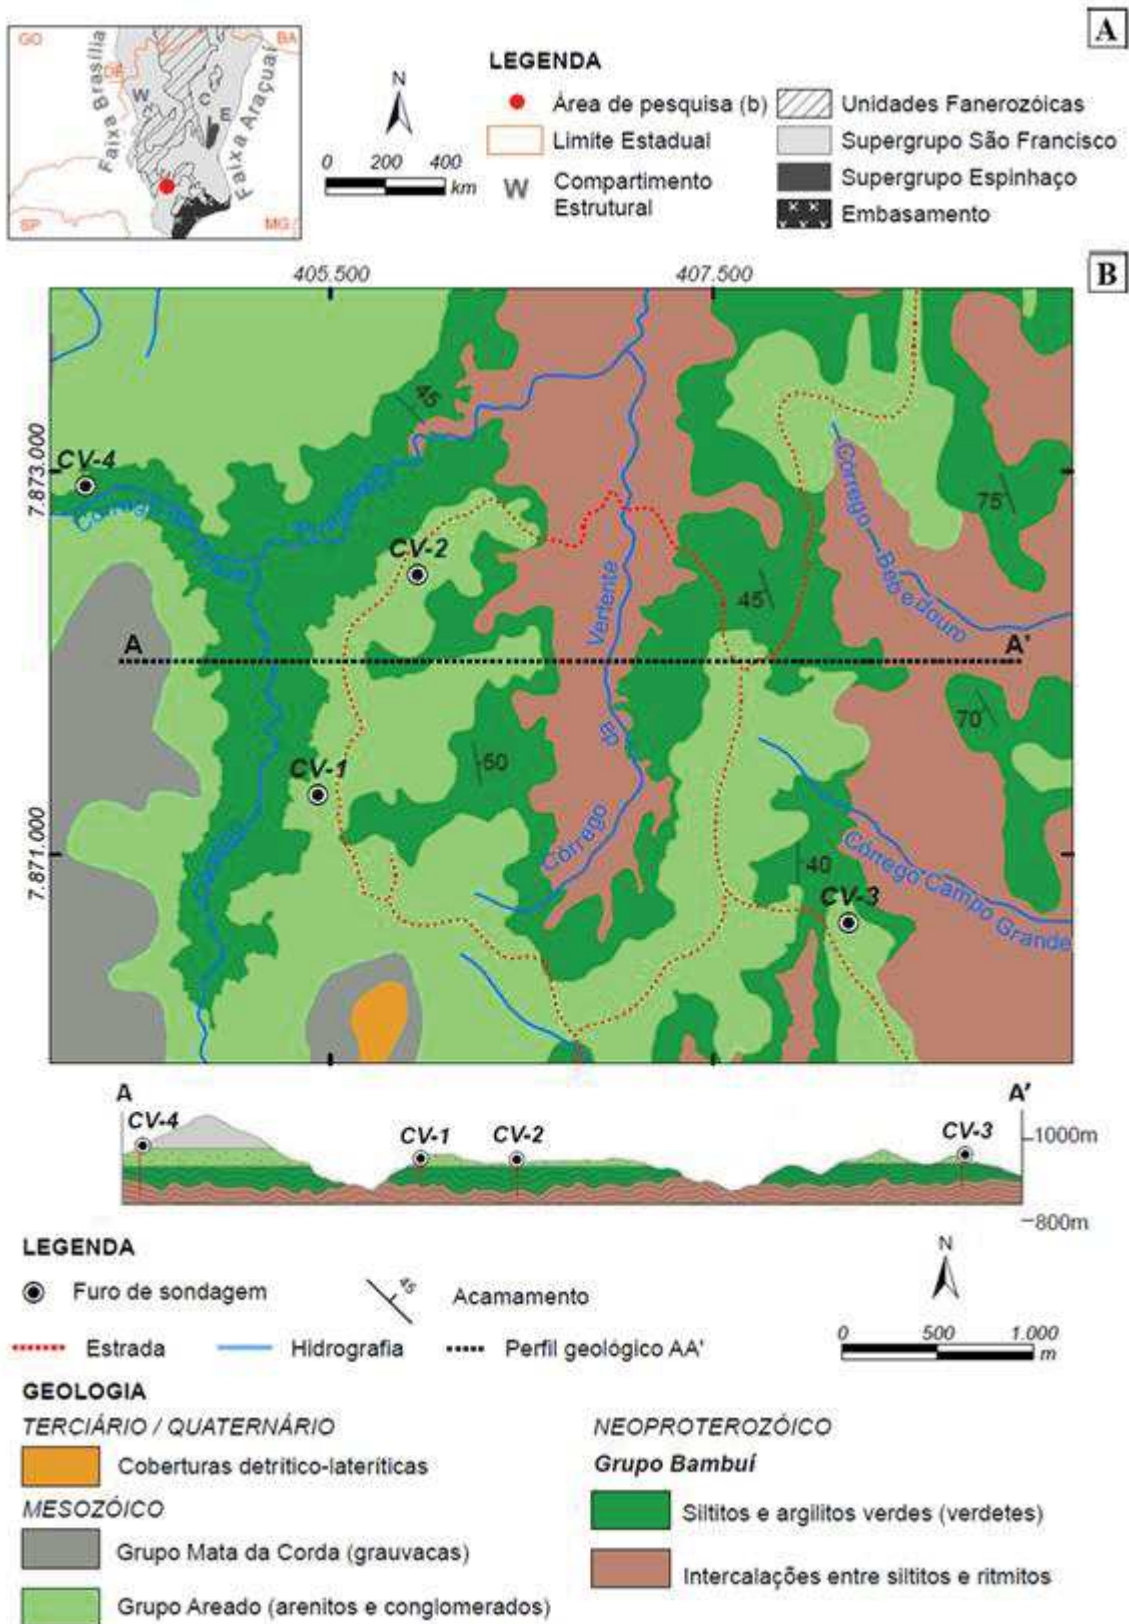 A
GO
BA
DF
Faixa Brasília
W
C
E
Faixa Araçuaí
SP
MG
N
0 200 400
km
LEGENDA
Área de pesquisa (b)
Limite Estadual
W Compartimento
Estrutural
Unidades Fanerozóicas
Supergrupo São Francisco
Supergrupo Espinhaço
Embasamento
B
405.500 407.500
7.873.000
7.871.000
45
CV-4
Córrego
CV-2
75
Córrego Bebedouro
45
Vertente
da
Córrego
A A'
70
50
CV-1
40
CV-3
Córrego Campo Grande
A A'
CV-4
CV-1 CV-2
CV-3
1000m
800m
LEGENDA
Furo de sondagem
45
Acamamento
N
Estrada
Hidrografia
Perfil geológico AA'
0 500 1.000
m
GEOLOGIA
TERCIÁRIO / QUATERNÁRIO
Coberturas detrítico-lateríticas
MESOZÓICO
Grupo Mata da Corda (grauvacas)
Grupo Areado (arenitos e conglomerados)
NEOPROTEROZÓICO
Grupo Bambuí
Siltitos e argilitos verdes (verdetes)
Intercalações entre siltitos e ritmitos